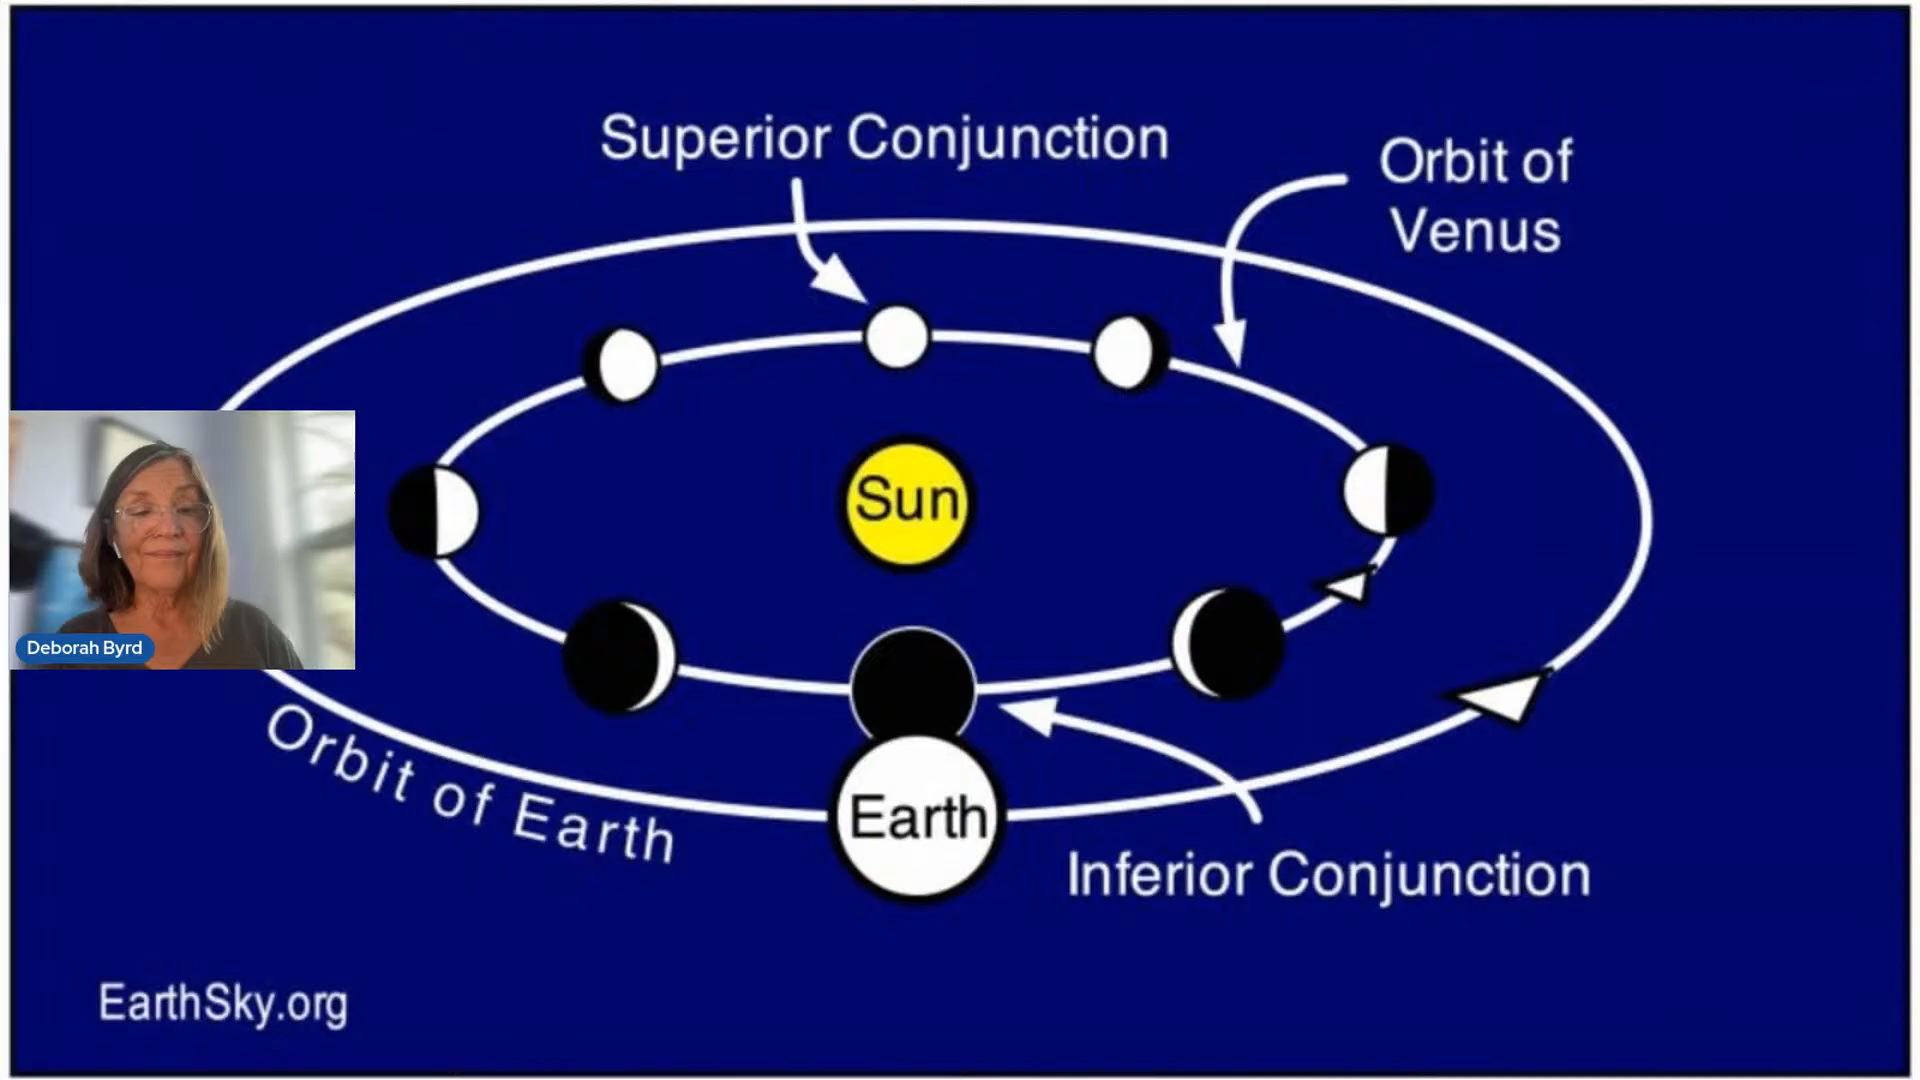 Superior Conjunction
Orbit of
Venus
Sun
Deborah Byrd
Orbit of Earth
Earth
Inferior Conjunction
EarthSky.org